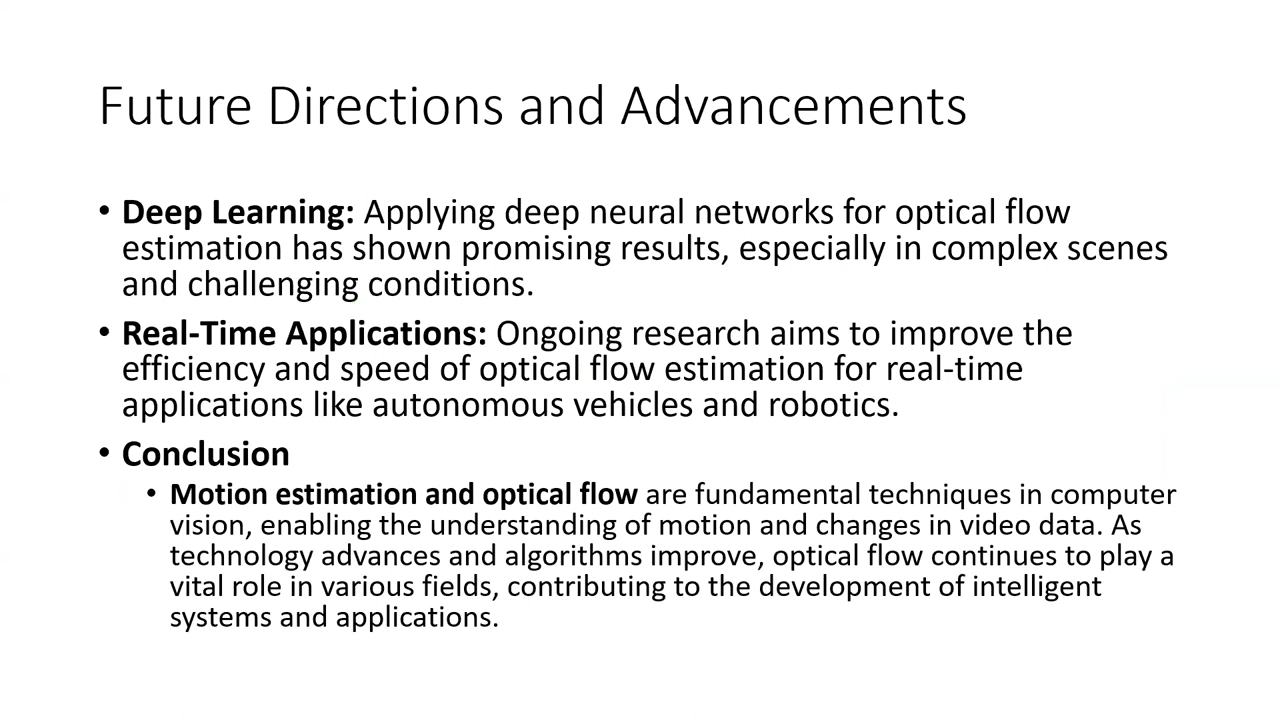 Future Directions and Advancements
• Deep Learning: Applying deep neural networks for optical flow
estimation has shown promising results, especially in complex scenes
and challenging conditions.
• Real-Time Applications: Ongoing research aims to improve the
efficiency and speed of optical flow estimation for real-time
applications like autonomous vehicles and robotics.
• Conclusion
• Motion estimation and optical flow are fundamental techniques in computer
vision, enabling the understanding of motion and changes in video data. As
technology advances and algorithms improve, optical flow continues to play a
vital role in various fields, contributing to the development of intelligent
systems and applications.